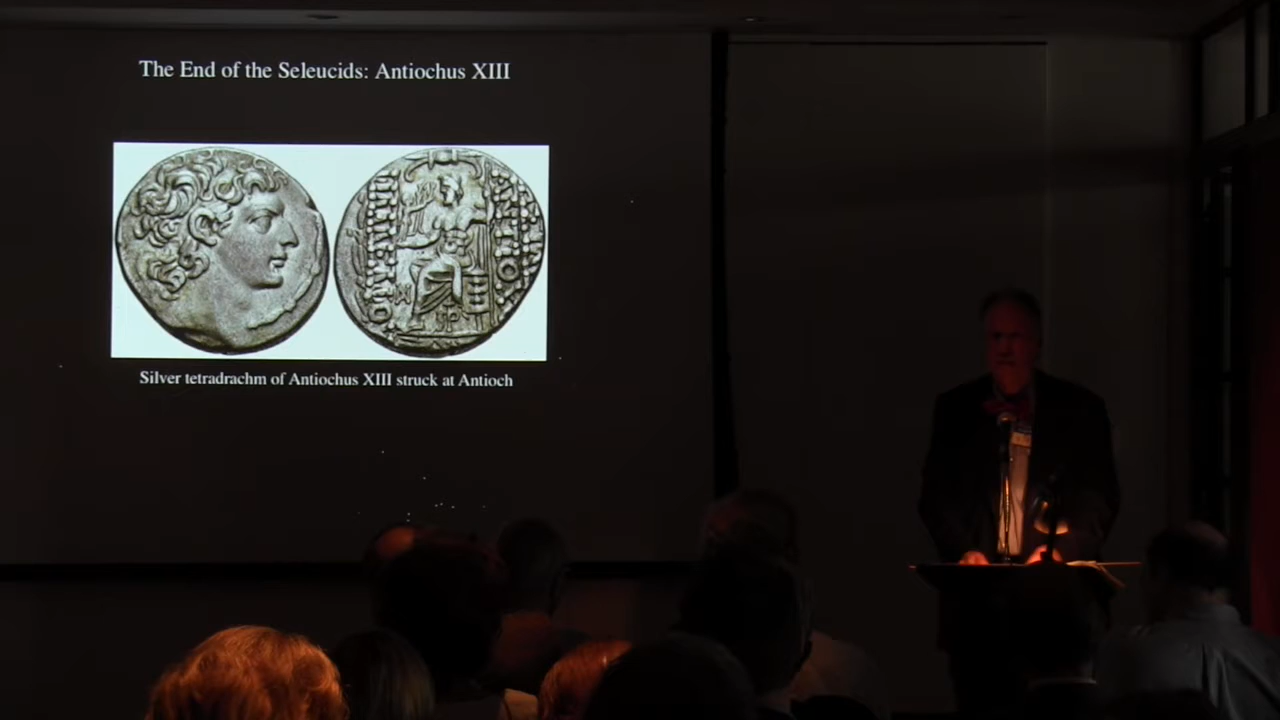 The End of the Seleucids: Antiochus XIII
Silver tetradrachm of Antiochus XIII struck at Antioch